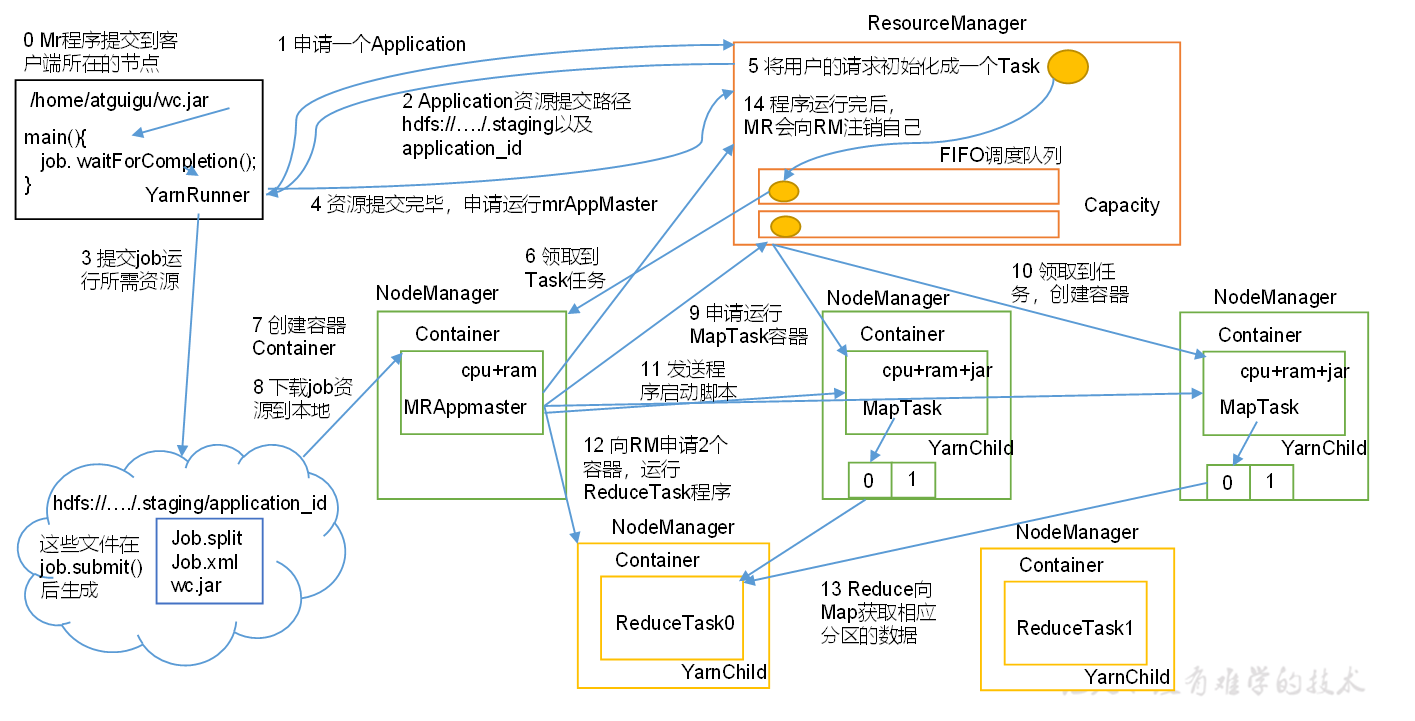 0 Mr程序提交到客
户端所在的节点
/home/atguigu/wc.jar
main(){
job. waitForCompletion();
}
YarnRunner
1 申请一个Application
2 Application资源提交路径
hdfs://…./.staging以及
application_id
4 资源提交完毕，申请运行mrAppMaster
ResourceManager
5 将用户的请求初始化成一个Task
14 程序运行完后，
MR会向RM注销自己
FIFO调度队列
Capacity
3 提交job运
行所需资源
6 领取到
Task任务
NodeManager
Container
cpu+ram
MRAppmaster
7 创建容器
Container
8 下载job资
源到本地
9 申请运行
MapTask容器
10 领取到任
务，创建容器
11 发送程
序启动脚本
NodeManager
Container
cpu+ram+jar
MapTask
YarnChild
0
1
NodeManager
Container
cpu+ram+jar
MapTask
YarnChild
0
1
12 向RM申请2个
容器，运行
ReduceTask程序
hdfs://…./.staging/application_id
这些文件在
job.submit()
后生成
Job.split
Job.xml
wc.jar
NodeManager
Container
ReduceTask0
YarnChild
13 Reduce向
Map获取相应
分区的数据
NodeManager
Container
ReduceTask1
YarnChild
有难学的技术